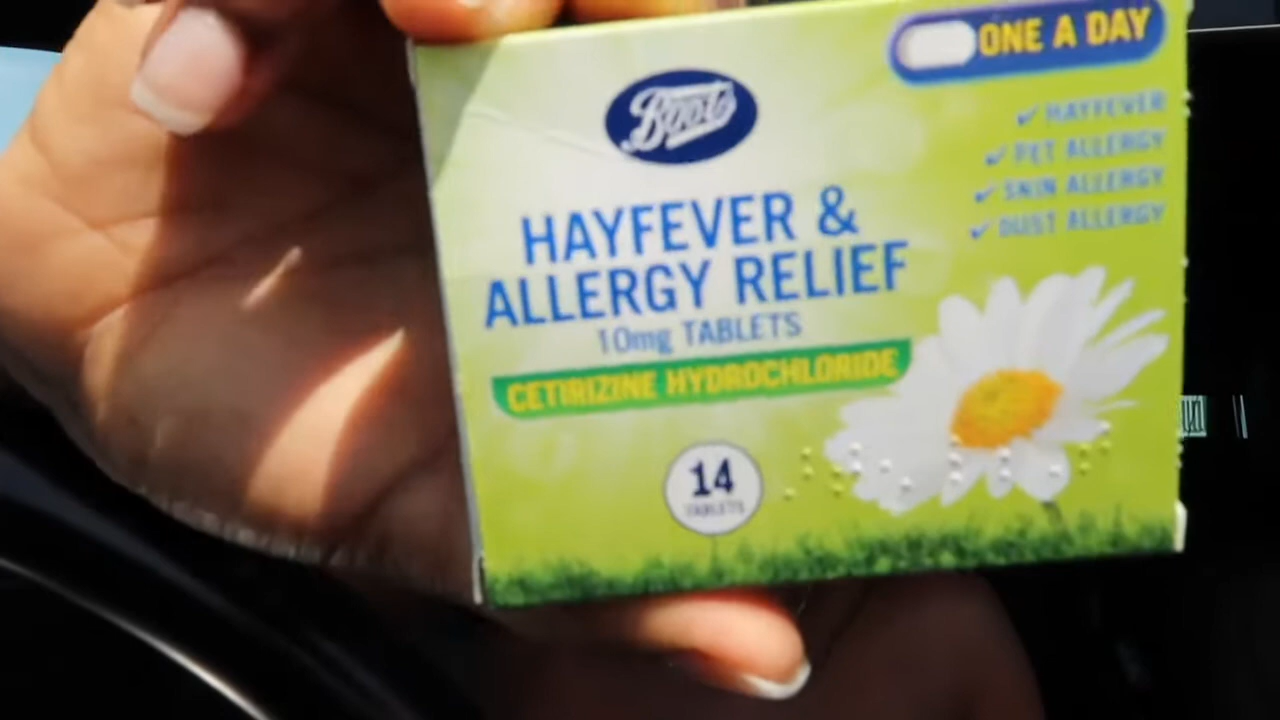 Boots
ONE A DAY
✓ HAYFEVER
✓ PET ALLERGY
✓ SKIN ALLERGY
✓ DUST ALLERGY
HAYFEVER &
ALLERGY RELIEF
10mg TABLETS
CETIRIZINE HYDROCHLORIDE
14
TABLETS